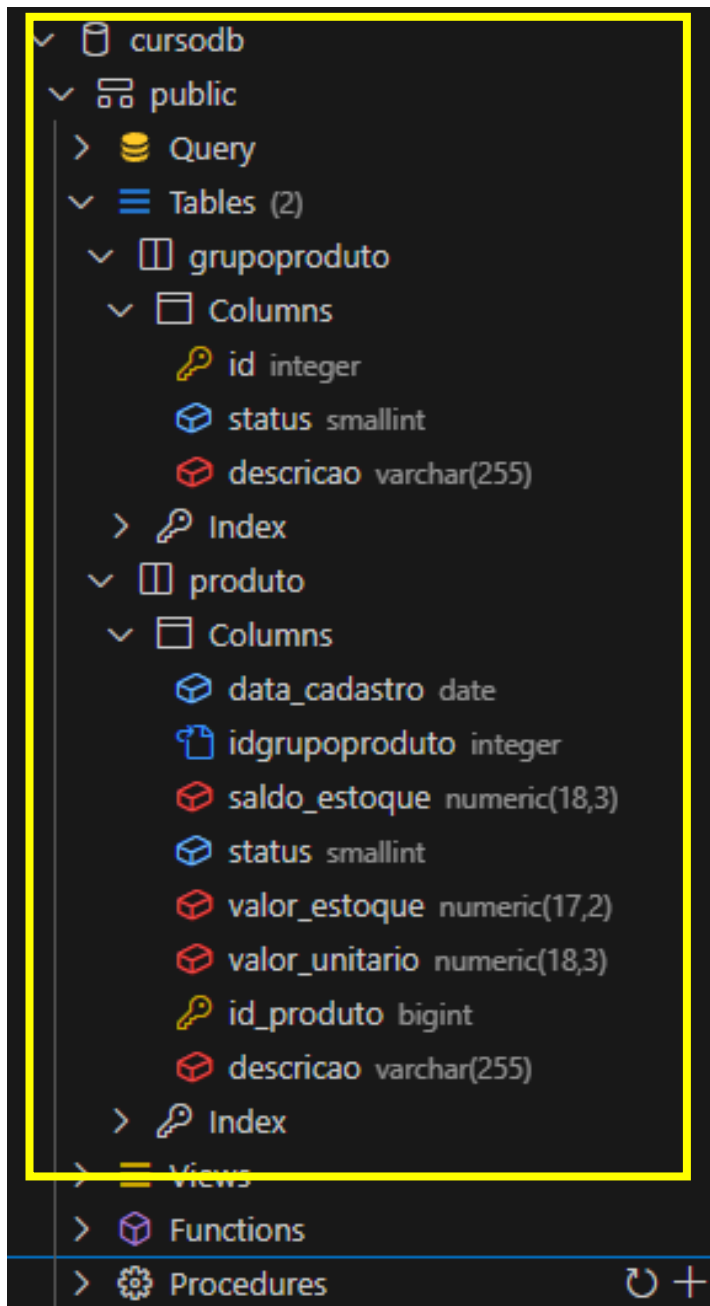 cursodb
public
Query
Tables (2)
grupoproduto
Columns
id integer
status smallint
descricao varchar(255)
Index
produto
Columns
data_cadastro date
idgrupoproduto integer
saldo_estoque numeric(18,3)
status smallint
valor_estoque numeric(17,2)
valor_unitario numeric(18,3)
id_produto bigint
descricao varchar(255)
Index
Views
Functions
Procedures